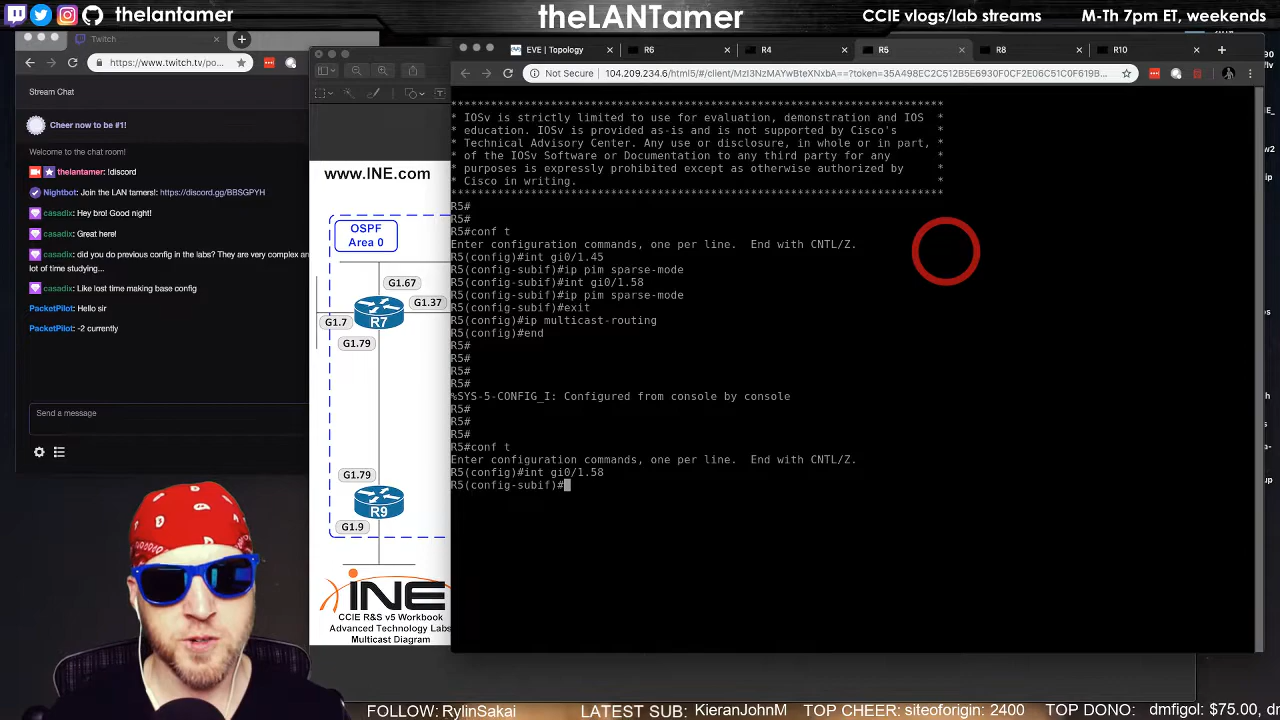 thelantamer
theLANTamer
CCIE vlogs/lab streams
M-Th 7pm ET, weekends
Twitch
https://www.twitch.tv/po...
Stream Chat
Cheer now to be #1!
Welcome to the chat room!
thelantamer: !discord
Nightbot: Join the LAN tamers! https://discord.gg/BBSGPYH
casadix: Hey bro! Good night!
casadix: Great here!
casadix: did you do previous config in the labs? They are very complex an
lot of time studying...
casadix: Like lost time making base config
PacketPilot: Hello sir
PacketPilot: -2 currently
Send a message
www.INE.com
OSPF
Area 0
G1.67
G1.37
R7
G1.7
G1.79
G1.79
R9
G1.9
INE
CCIE R&S v5 Workbook
Advanced Technology Labs
Multicast Diagram
EVE | Topology
R6
R4
R5
R8
R10
Not Secure
**************************************************************************
* IOSv is strictly limited to use for evaluation, demonstration and IOS *
* education. IOSv is provided as-is and is not supported by Cisco's *
* Technical Advisory Center. Any use or disclosure, in whole or in part, *
* of the IOSv Software or Documentation to any third party for any *
* purposes is expressly prohibited except as otherwise authorized by *
* Cisco in writing. *
**************************************************************************
R5#
R5#
R5#conf t
Enter configuration commands, one per line. End with CNTL/Z.
R5(config)#int gi0/1.45
R5(config-subif)#ip pim sparse-mode
R5(config-subif)#int gi0/1.58
R5(config-subif)#ip pim sparse-mode
R5(config-subif)#exit
R5(config)#ip multicast-routing
R5(config)#end
R5#
R5#
R5#
R5#
%SYS-5-CONFIG_I: Configured from console by console
R5#
R5#
R5#
R5#conf t
Enter configuration commands, one per line. End with CNTL/Z.
R5(config)#int gi0/1.58
R5(config-subif)#
FOLLOW: RylinSakai
LATEST SUB: KieranJohnM
TOP CHEER: siteoforigin: 2400
TOP DONO: dmfigol: $75.00, di